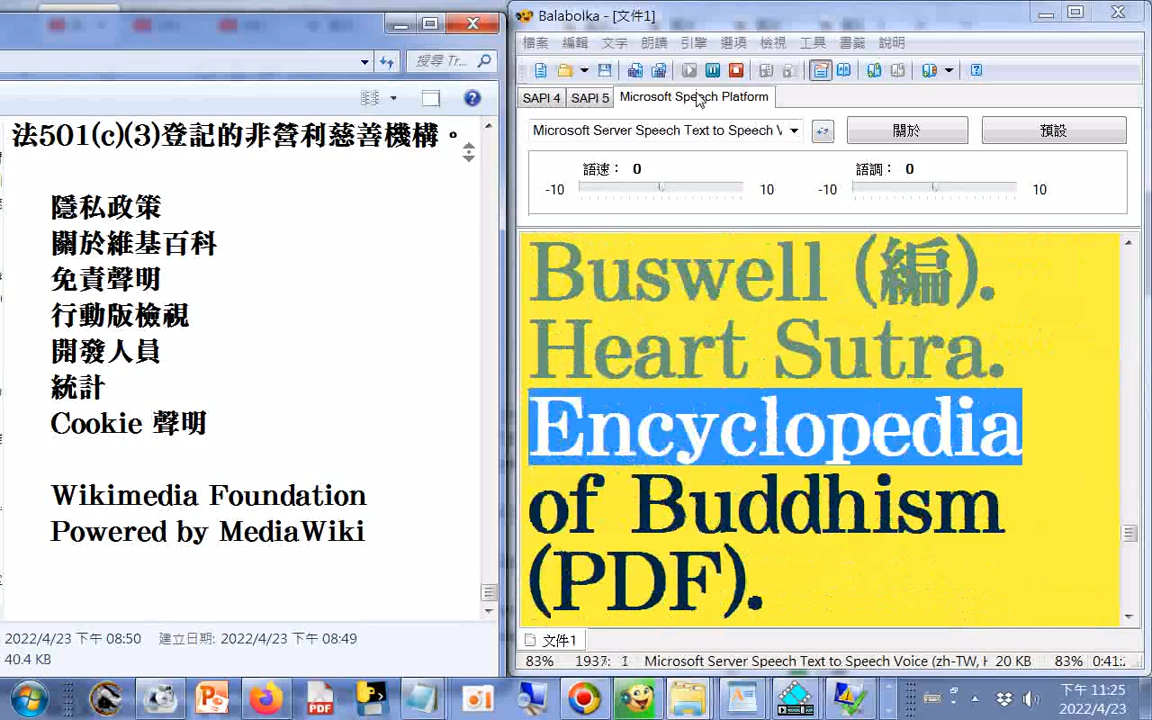 Balabolka - [文件1]
檔案 編輯 文字 朗讀 引擎 選項 檢視 工具 書籤 說明
搜尋 Tr...
SAPI 4 SAPI 5 Microsoft Speech Platform
Microsoft Server Speech Text to Speech V 關於 預設
語速： 0 語調： 0
-10 10 -10 10
法501(c)(3)登記的非營利慈善機構。
隱私政策
關於維基百科
免責聲明
行動版檢視
開發人員
統計
Cookie 聲明
Wikimedia Foundation
Powered by MediaWiki
2022/4/23 下午 08:50 建立日期: 2022/4/23 下午 08:49
40.4 KB
Buswell (編).
Heart Sutra.
Encyclopedia
of Buddhism
(PDF).
文件1
83% 1937: 1 Microsoft Server Speech Text to Speech Voice (zh-TW, 20 KB 83% 0:41:
下午 11:25
2022/4/23